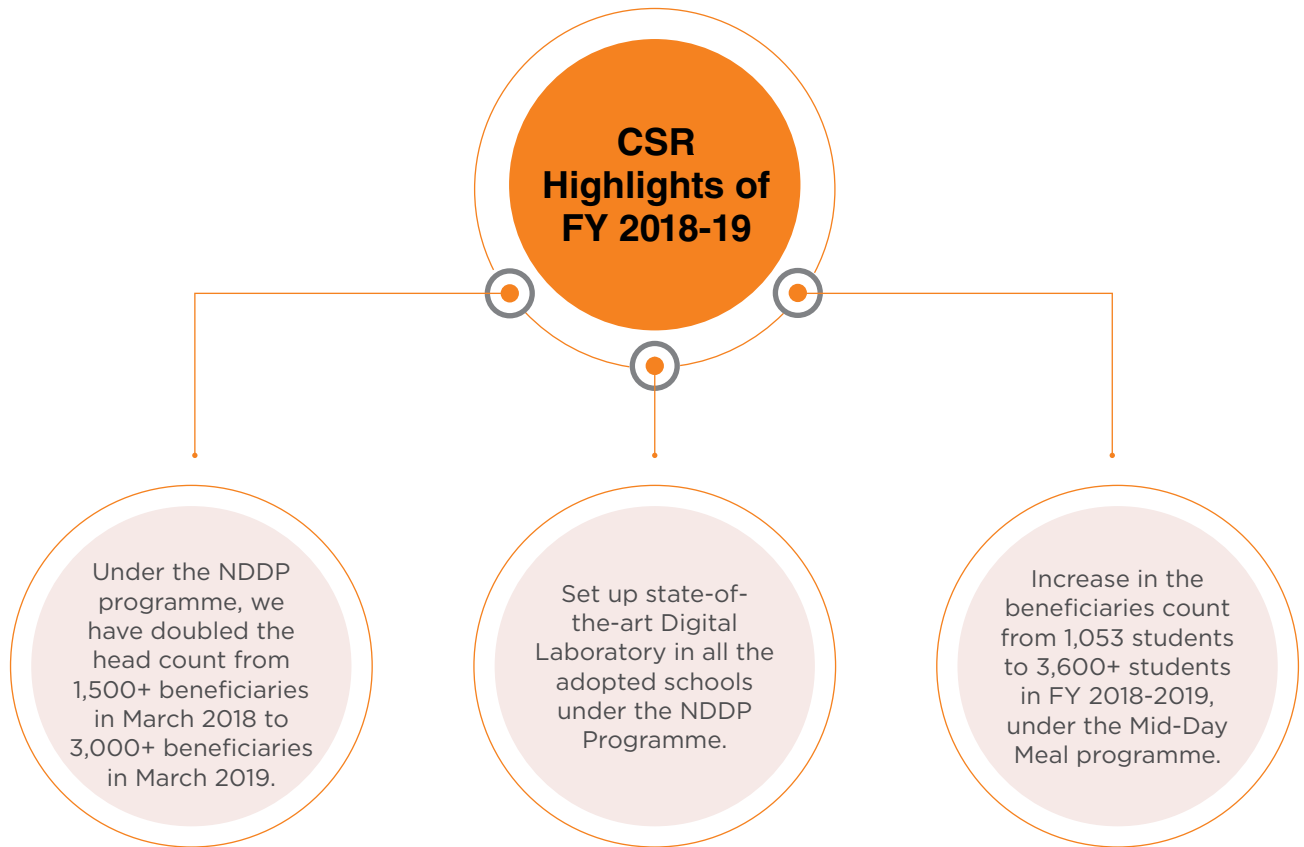 CSR
Highlights of
FY 2018-19
Under the NDDP
programme, we
have doubled the
head count from
1,500+ beneficiaries
in March 2018 to
3,000+ beneficiaries
in March 2019.
Set up state-of-
the-art Digital
Laboratory in all the
adopted schools
under the NDDP
Programme.
Increase in the
beneficiaries count
from 1,053 students
to 3,600+ students
in FY 2018-2019,
under the Mid-Day
Meal programme.